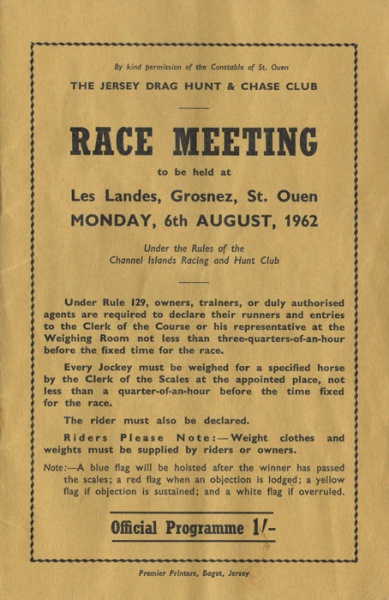 By kind permission of the Constable of St. Ouen
THE JERSEY DRAG HUNT & CHASE CLUB
RACE MEETING
to be held at
Les Landes, Grosnez, St. Ouen
MONDAY, 6th AUGUST, 1962
Under the Rules of the
Channel Islands Racing and Hunt Club
Under Rule 129, owners, trainers, or duly authorised
agents are required to declare their runners and entries
to the Clerk of the Course or his representative at the
Weighing Room not less than three-quarters-of-an-hour
before the fixed time for the race.
Every Jockey must be weighed for a specified horse
by the Clerk of the Scales at the appointed place, not
less than a quarter-of-an-hour before the time fixed
for the race.
The rider must also be declared.
Riders Please Note:—Weight clothes and
weights must be supplied by riders or owners.
Note:—A blue flag will be hoisted after the winner has passed
the scales; a red flag when an objection is lodged; a yellow
flag if objection is sustained; and a white flag if overruled.
Official Programme 1/-
Premier Printers, Bagot, Jersey